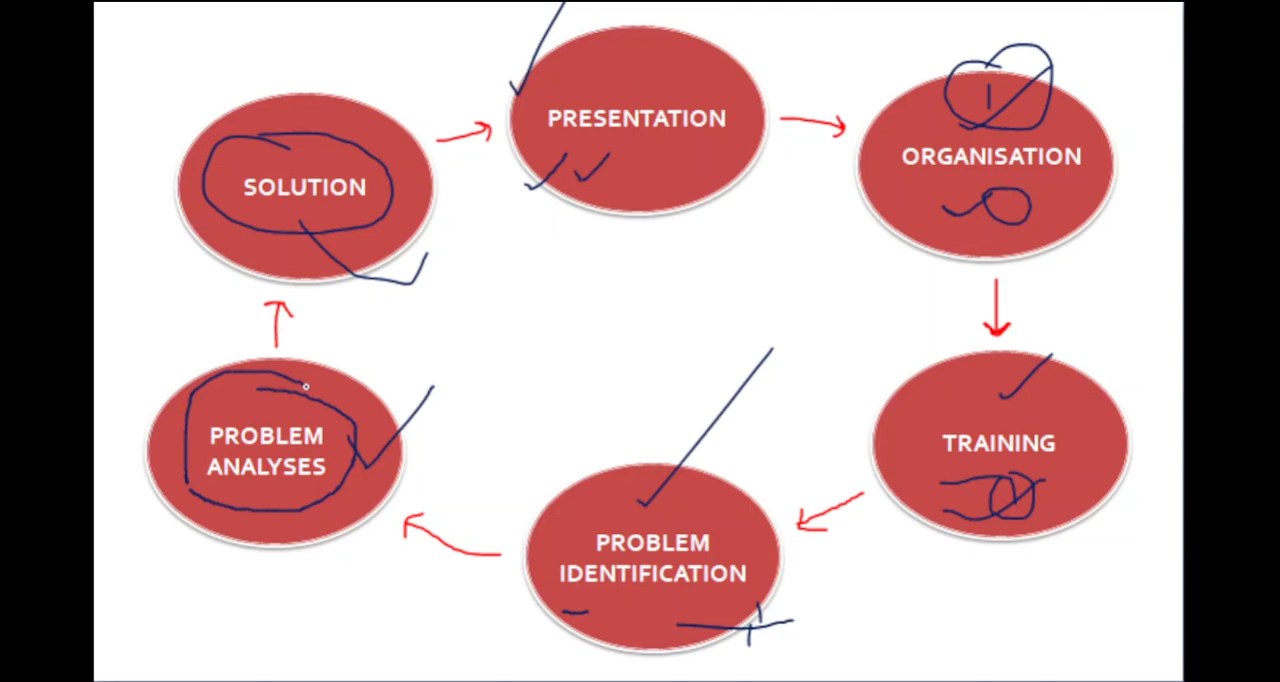 PRESENTATION
ORGANISATION
TRAINING
PROBLEM
IDENTIFICATION
PROBLEM
ANALYSES
SOLUTION